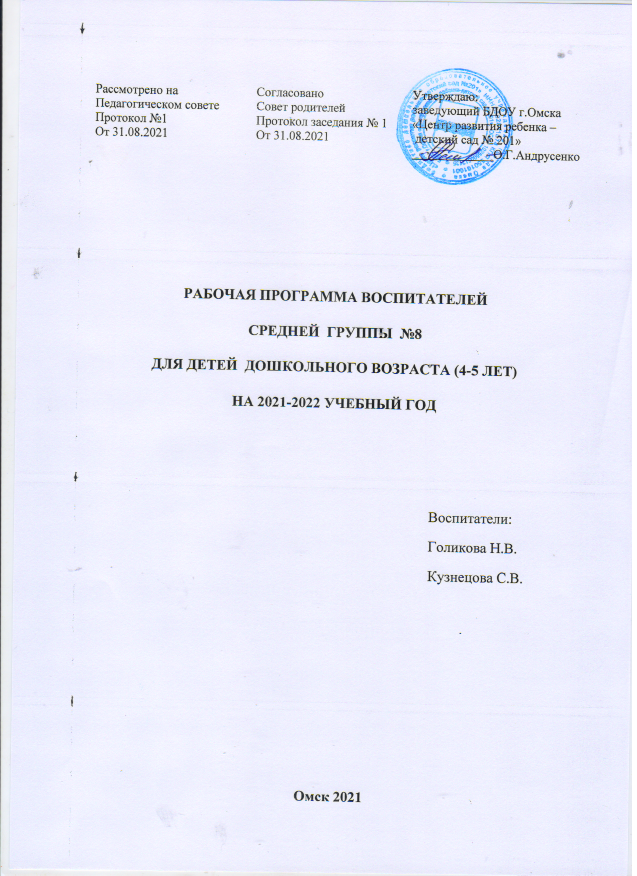 Рассмотрено на
Педагогическом совете
Протокол №1
От 31.08.2021
Согласовано
Совет родителей
Протокол заседания № 1
От 31.08.2021
Утверждаю,
заведующий БДОУ г.Омска
«Центр развития ребенка –
детский сад № 201»
О.Г.Андрусенко
РАБОЧАЯ ПРОГРАММА ВОСПИТАТЕЛЕЙ
СРЕДНЕЙ ГРУППЫ №8
ДЛЯ ДЕТЕЙ ДОШКОЛЬНОГО ВОЗРАСТА (4-5 ЛЕТ)
НА 2021-2022 УЧЕБНЫЙ ГОД
Воспитатели:
Голикова Н.В.
Кузнецова С.В.
Омск 2021